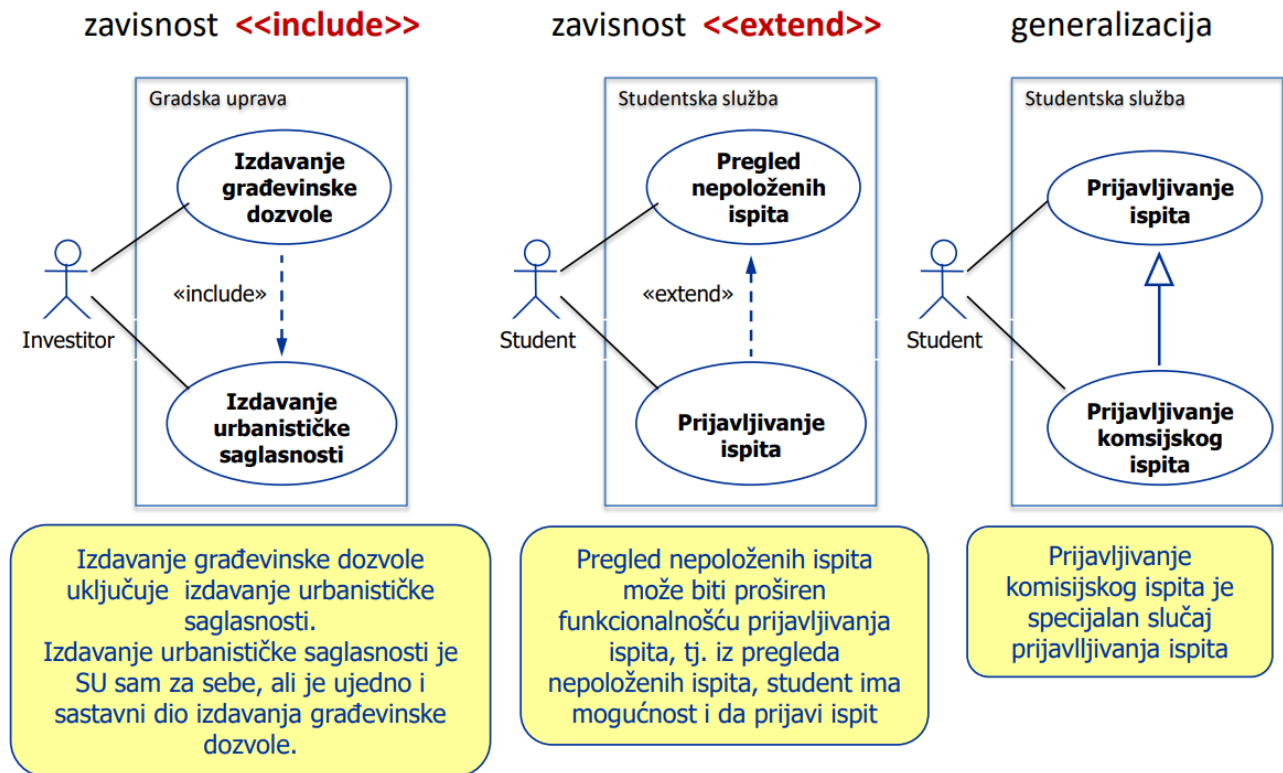 zavisnost <<include>>
Gradska uprava
Izdavanje
građevinske
dozvole
«include»
Investitor
Izdavanje
urbanističke
saglasnosti
Izdavanje građevinske dozvole
uključuje izdavanje urbanističke
saglasnosti.
Izdavanje urbanističke saglasnosti je
SU sam za sebe, ali je ujedno i
sastavni dio izdavanja građevinske
dozvole.
zavisnost <<extend>>
Studentska služba
Pregled
nepoloženih
ispita
«extend»
Student
Prijavljivanje
ispita
Pregled nepoloženih ispita
može biti proširen
funkcionalnošću prijavljivanja
ispita, tj. iz pregleda
nepoloženih ispita, student ima
mogućnost i da prijavi ispit
generalizacija
Studentska služba
Prijavljivanje
ispita
Student
Prijavljivanje
komsijskog
ispita
Prijavljivanje
komisijskog ispita je
specijalan slučaj
prijavlljivanja ispita